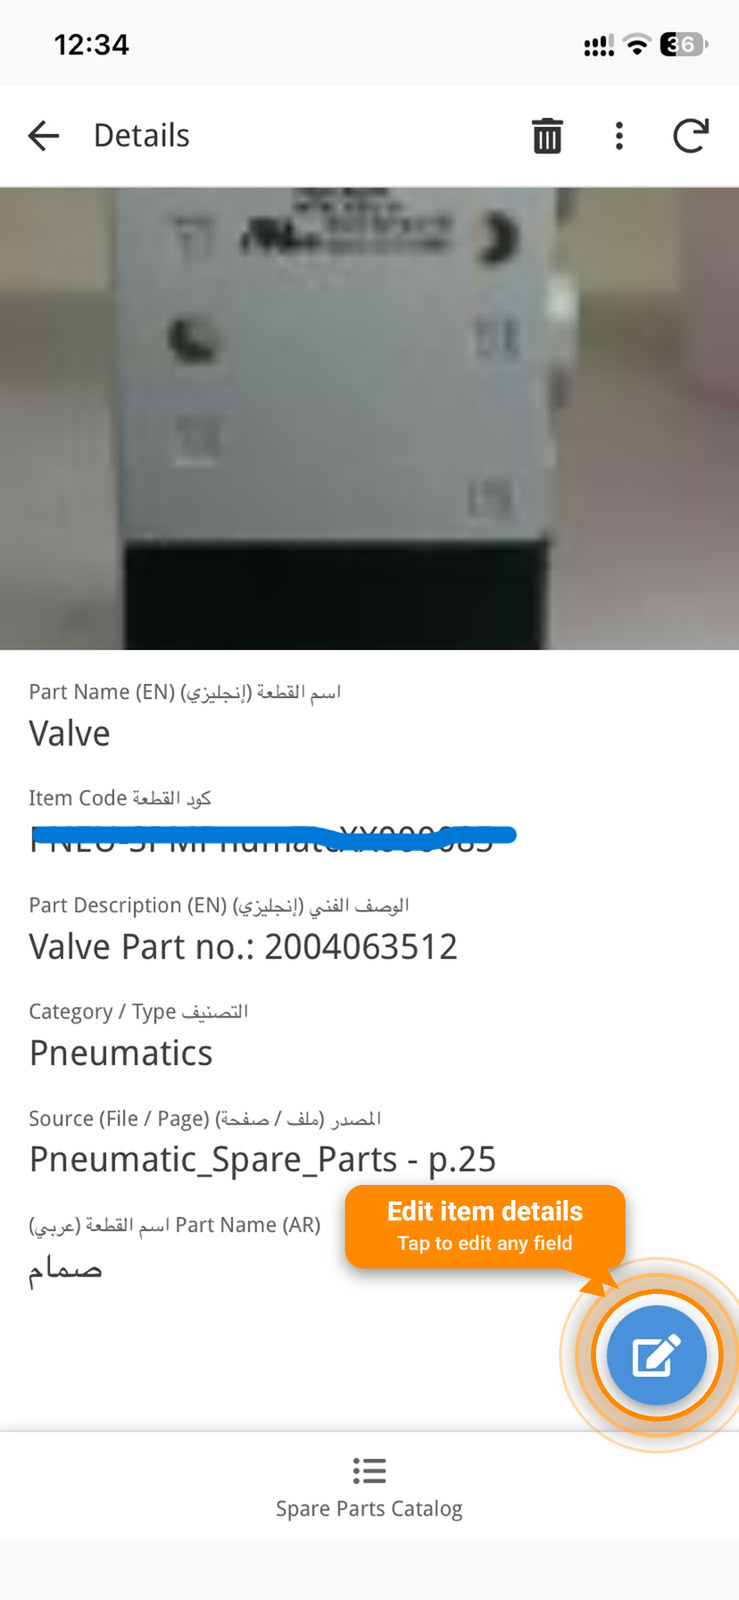 12:34
36
Details
Part Name (EN) اسم القطعة (إنجليزي)
Valve
Item Code كود القطعة
Part Description (EN) الوصف الفني (إنجليزي)
Valve Part no.: 2004063512
Category / Type التصنيف
Pneumatics
Source (File / Page) المصدر (ملف / صفحة)
Pneumatic_Spare_Parts - p.25
Edit item details
Tap to edit any field
اسم القطعة (عربي) Part Name (AR)
صمام
Spare Parts Catalog